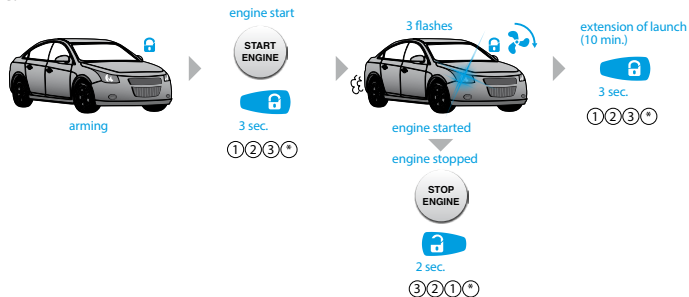 engine start
START
ENGINE
3 sec.
123*
arming
3 flashes
engine started
engine stopped
STOP
ENGINE
2 sec.
321*
extension of launch
(10 min.)
3 sec.
123*